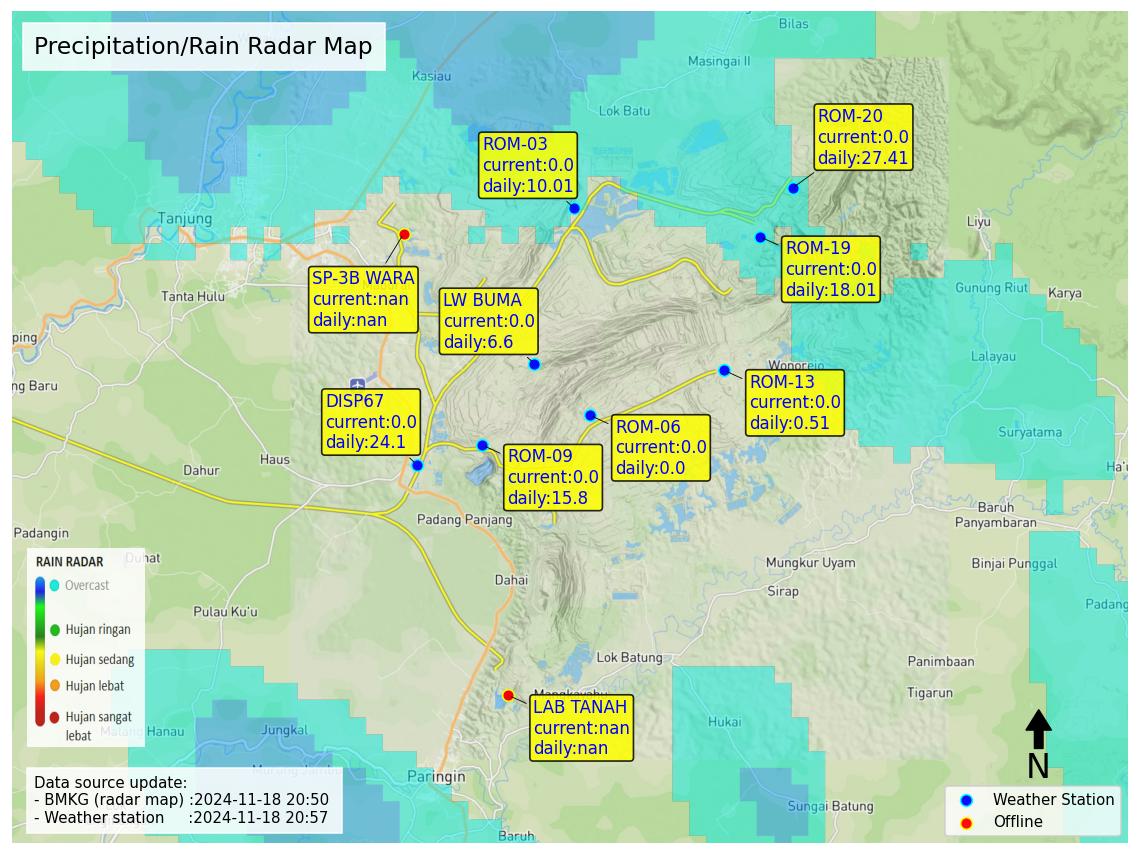 Precipitation/Rain Radar Map
Bilas
Masingai II
Kasiau
Lok Batu
ROM-20
current:0.0
daily:27.41
ROM-03
current:0.0
daily:10.01
Tanjung
Liyu
ROM-19
current:0.0
daily:18.01
SP-3B WARA
current:nan
daily:nan
Tanta Hulu
LW BUMA
current:0.0
daily:6.6
Gunung Riut
Karya
ping
Lalayau
Wonorejo
ng Baru
ROM-13
current:0.0
daily:0.51
DISP67
current:0.0
daily:24.1
ROM-06
current:0.0
daily:0.0
Suryatama
ROM-09
current:0.0
daily:15.8
Haus
Dahur
Ha'u
Padang Panjang
Baruh
Panyambaran
Padangin
Duhat
Mungkur Uyam
Binjai Punggal
Dahai
Sirap
Pulau Ku'u
Padang
RAIN RADAR
Overcast
Hujan ringan
Hujan sedang
Hujan lebat
Hujan sangat
lebat
Lok Batung
Panimbaan
Tigarun
LAB TANAH
current:nan
daily:nan
Hukai
Jungkal
Paringin
Sungai Batung
Baruh
N
Data source update:
- BMKG (radar map) :2024-11-18 20:50
- Weather station :2024-11-18 20:57
Weather Station
Offline